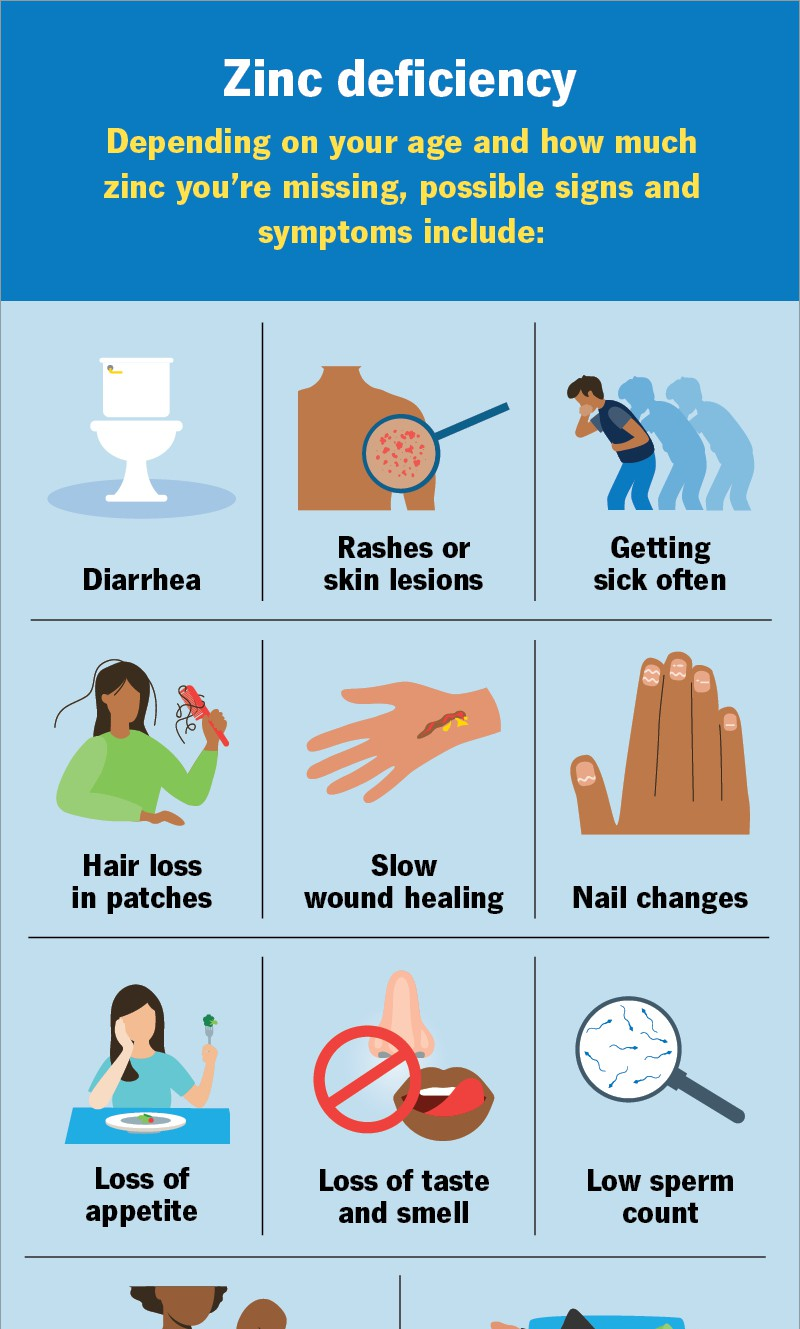 Zinc deficiency
Depending on your age and how much
zinc you’re missing, possible signs and
symptoms include:
Diarrhea
Rashes or
skin lesions
Getting
sick often
Hair loss
in patches
Slow
wound healing
Nail changes
Loss of
appetite
Loss of taste
and smell
Low sperm
count